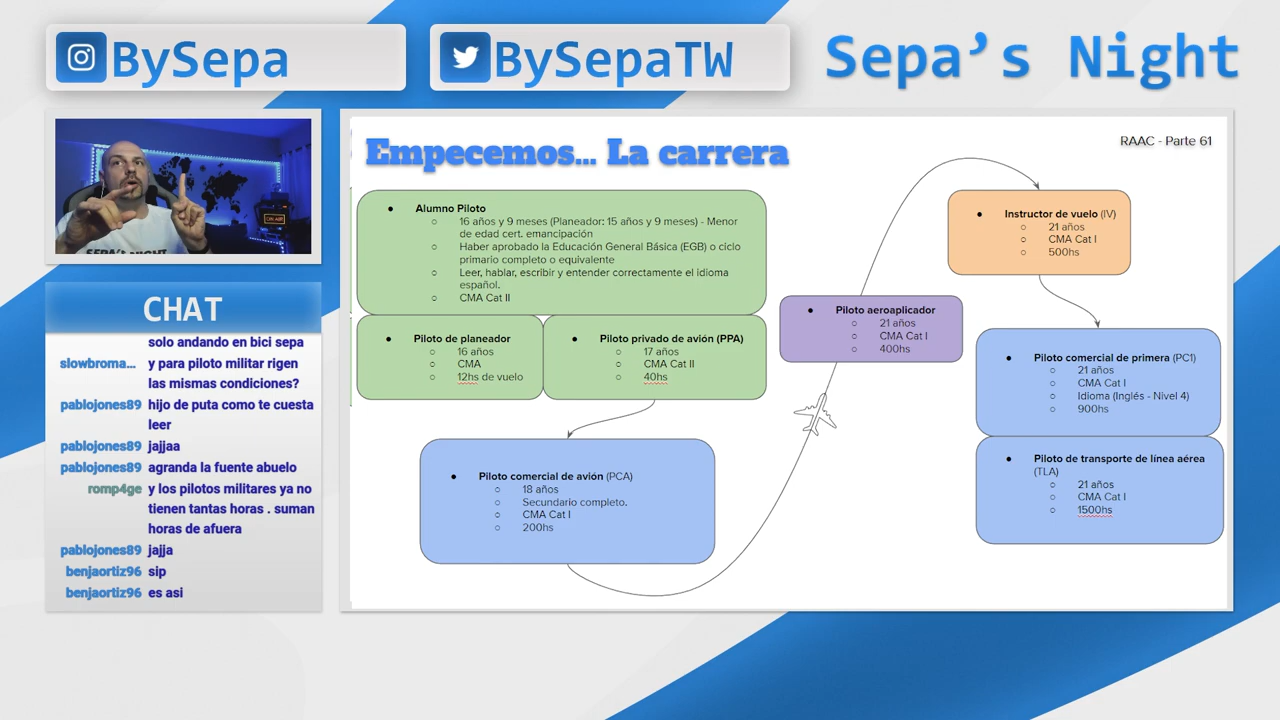 BySepa
BySepaTW
Sepa's Night
Empecemos... La carrera
RAAC - Parte 61
Alumno Piloto
16 años y 9 meses (Planeador: 15 años y 9 meses) - Menor
de edad cert. emancipación
Haber aprobado la Educación General Básica (EGB) o ciclo
primario completo o equivalente
Leer, hablar, escribir y entender correctamente el idioma
español.
CMA Cat II
Piloto de planeador
16 años
CMA
12hs de vuelo
Piloto privado de avión (PPA)
17 años
CMA Cat II
40hs
Piloto comercial de avión (PCA)
18 años
Secundario completo.
CMA Cat I
200hs
Piloto aeroaplicador
21 años
CMA Cat I
400hs
Instructor de vuelo (IV)
21 años
CMA Cat I
500hs
Piloto comercial de primera (PC1)
21 años
CMA Cat I
Idioma (Inglés - Nivel 4)
900hs
Piloto de transporte de línea aérea
(TLA)
21 años
CMA Cat I
1500hs
CHAT
solo andando en bici sepa
slowbroma... y para piloto militar rigen
las mismas condiciones?
pablojones89 hijo de puta como te cuesta
leer
pablojones89 jajjaa
pablojones89 agranda la fuente abuelo
romp4ge y los pilotos militares ya no
tienen tantas horas . suman
horas de afuera
pablojones89 jajja
benjaortiz96 sip
benjaortiz96 es asi